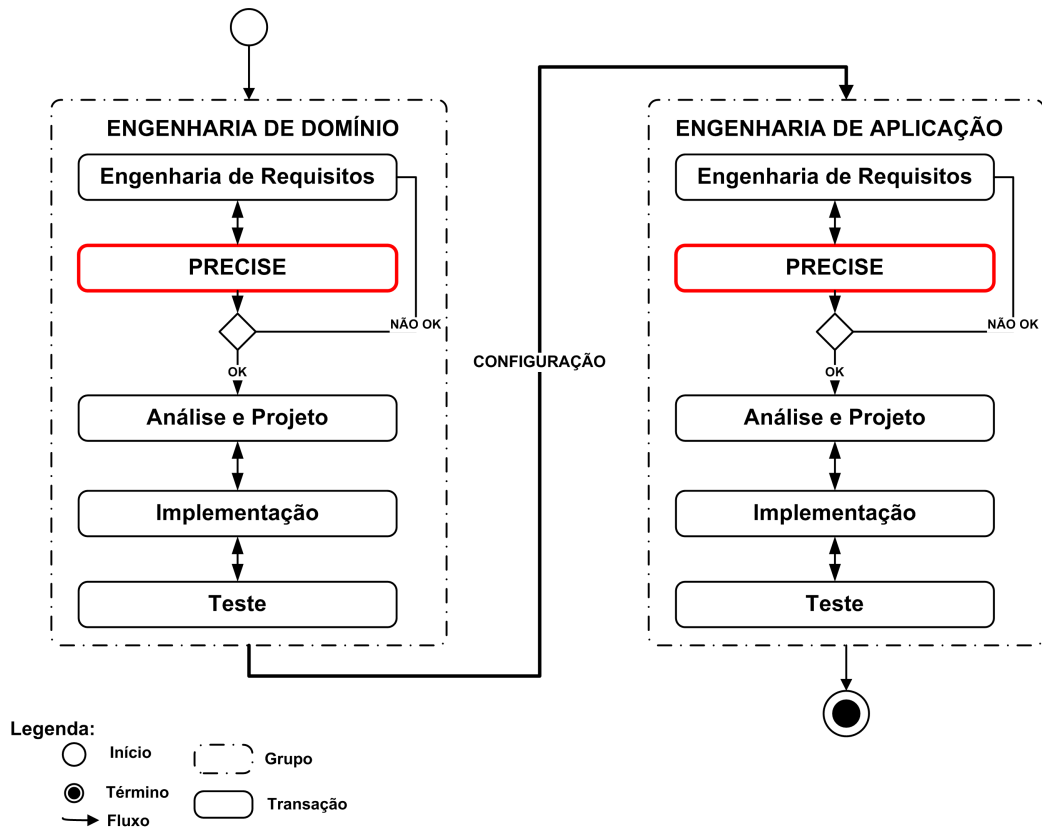 ENGENHARIA DE DOMÍNIO
Engenharia de Requisitos
PRECISE
NÃO OK
OK
Análise e Projeto
Implementação
Teste
CONFIGURAÇÃO
ENGENHARIA DE APLICAÇÃO
Engenharia de Requisitos
PRECISE
NÃO OK
OK
Análise e Projeto
Implementação
Teste
Legenda:
Início
Grupo
Término
Transação
Fluxo